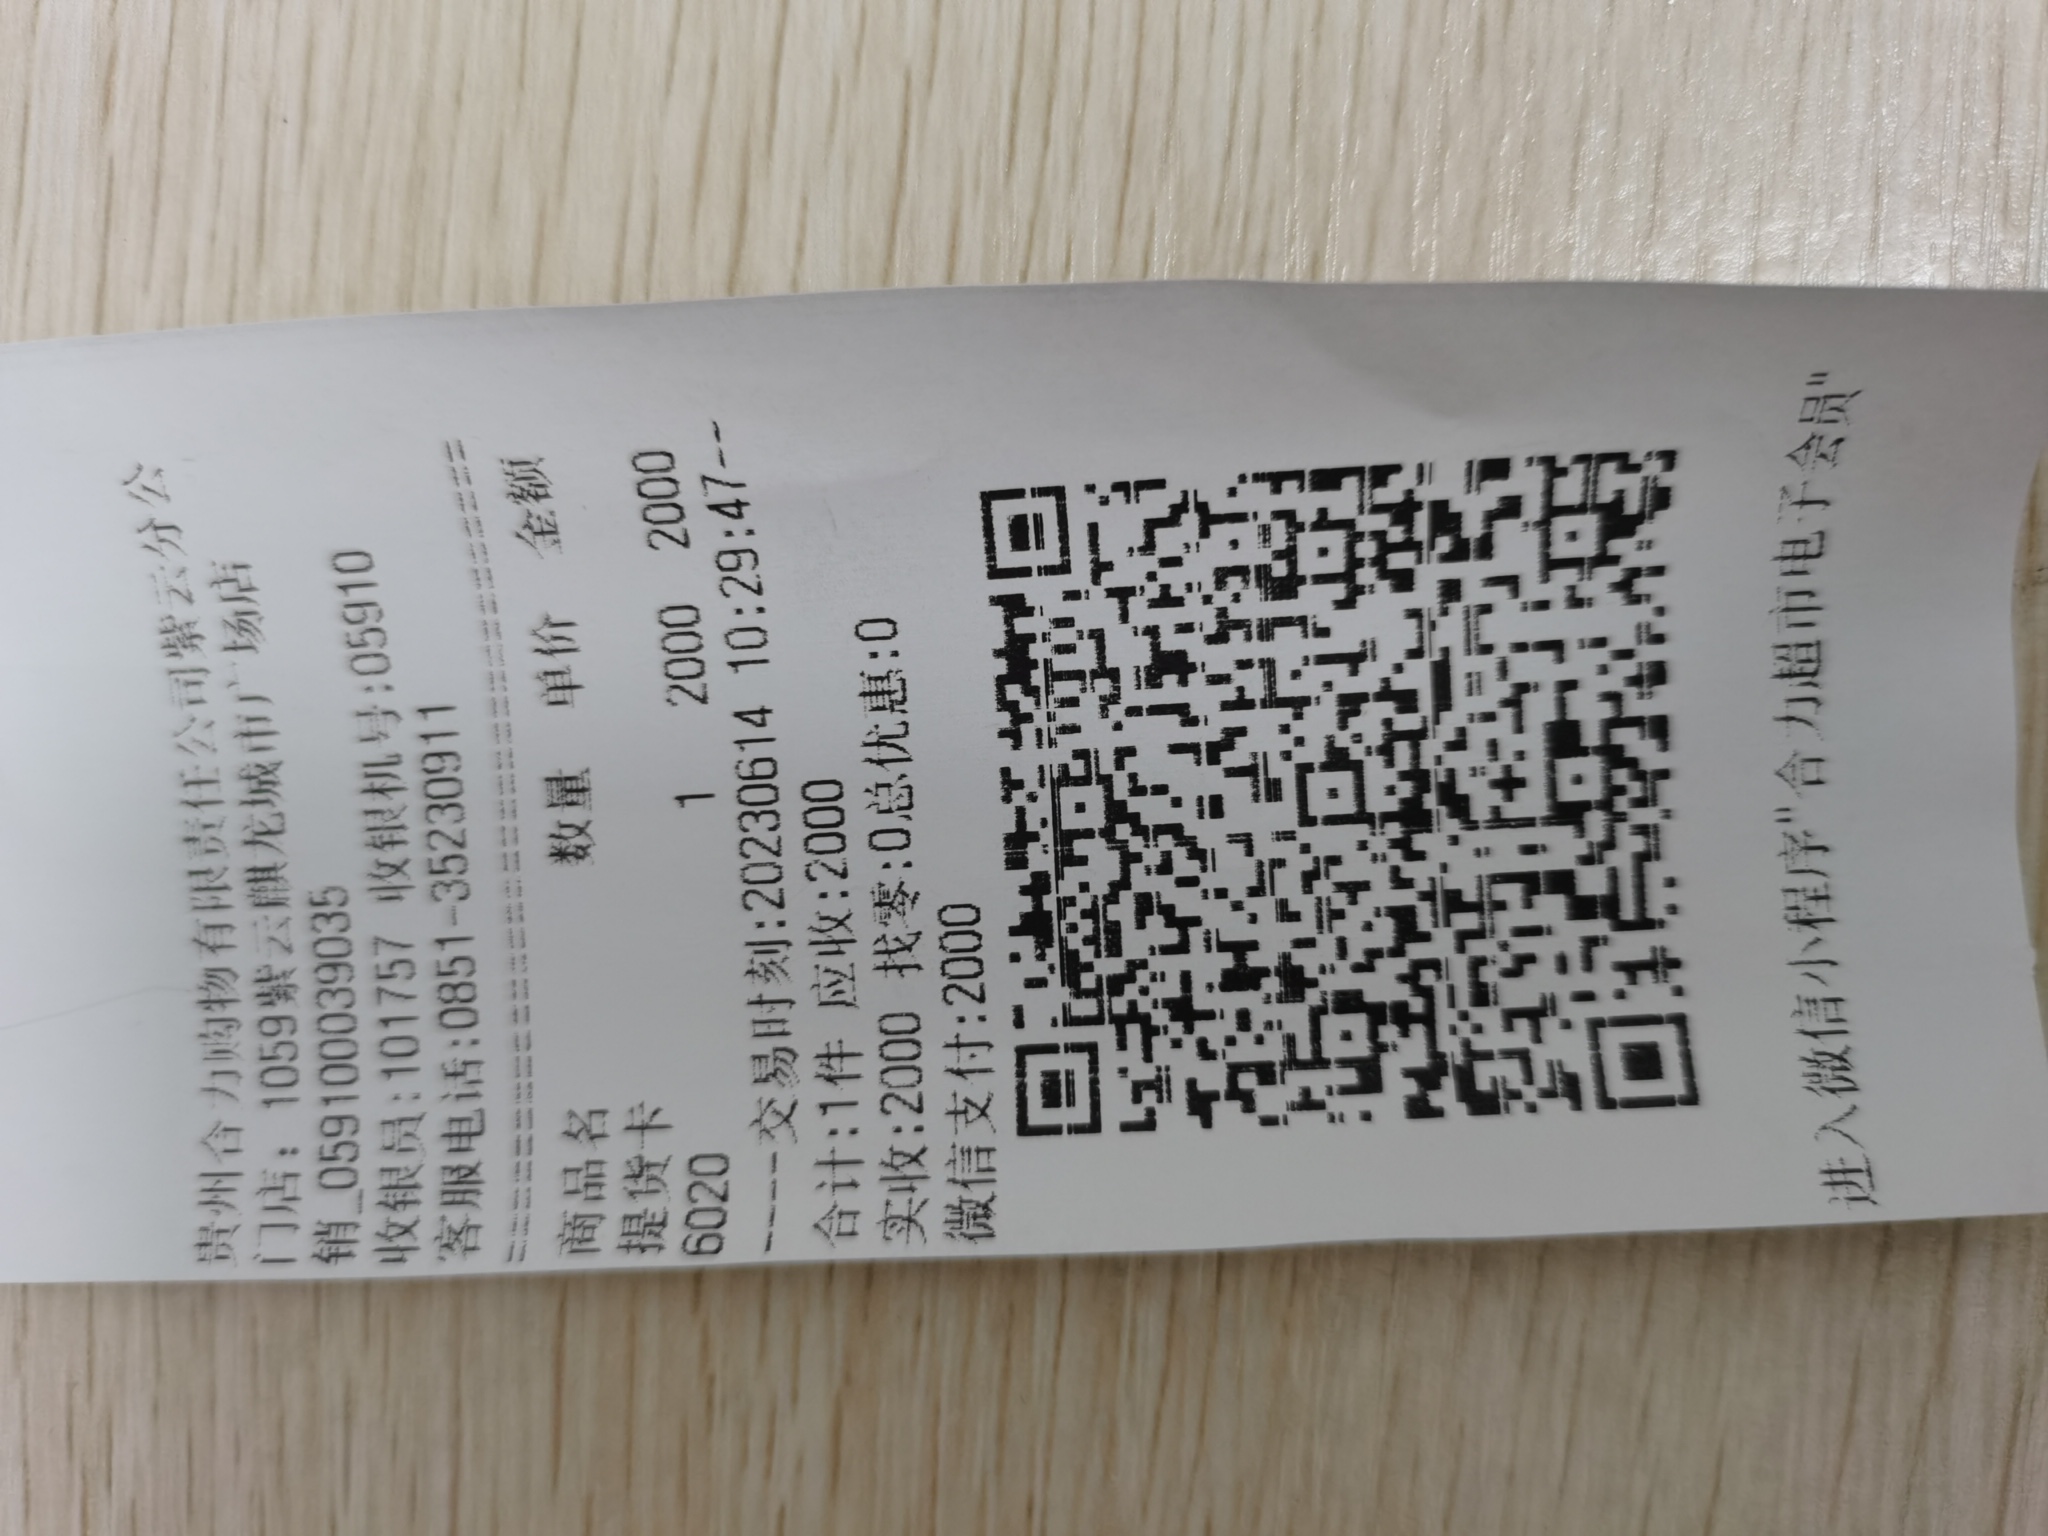 贵州合力购物有限责任公司紫云分公
门店: 1059紫云麒龙城市广场店
销_0591000039035
收银员:101757 收银机号:05910
客服电话:0851-35230911
==========================================
商品名 数量 单价 金额
提货卡
6020 1 2000 2000
----交易时刻:20230614 10:29:47--
合计:1件 应收:2000
实收:2000 找零:0总优惠:0
微信支付:2000
进入微信小程序"合力超市电子会员"